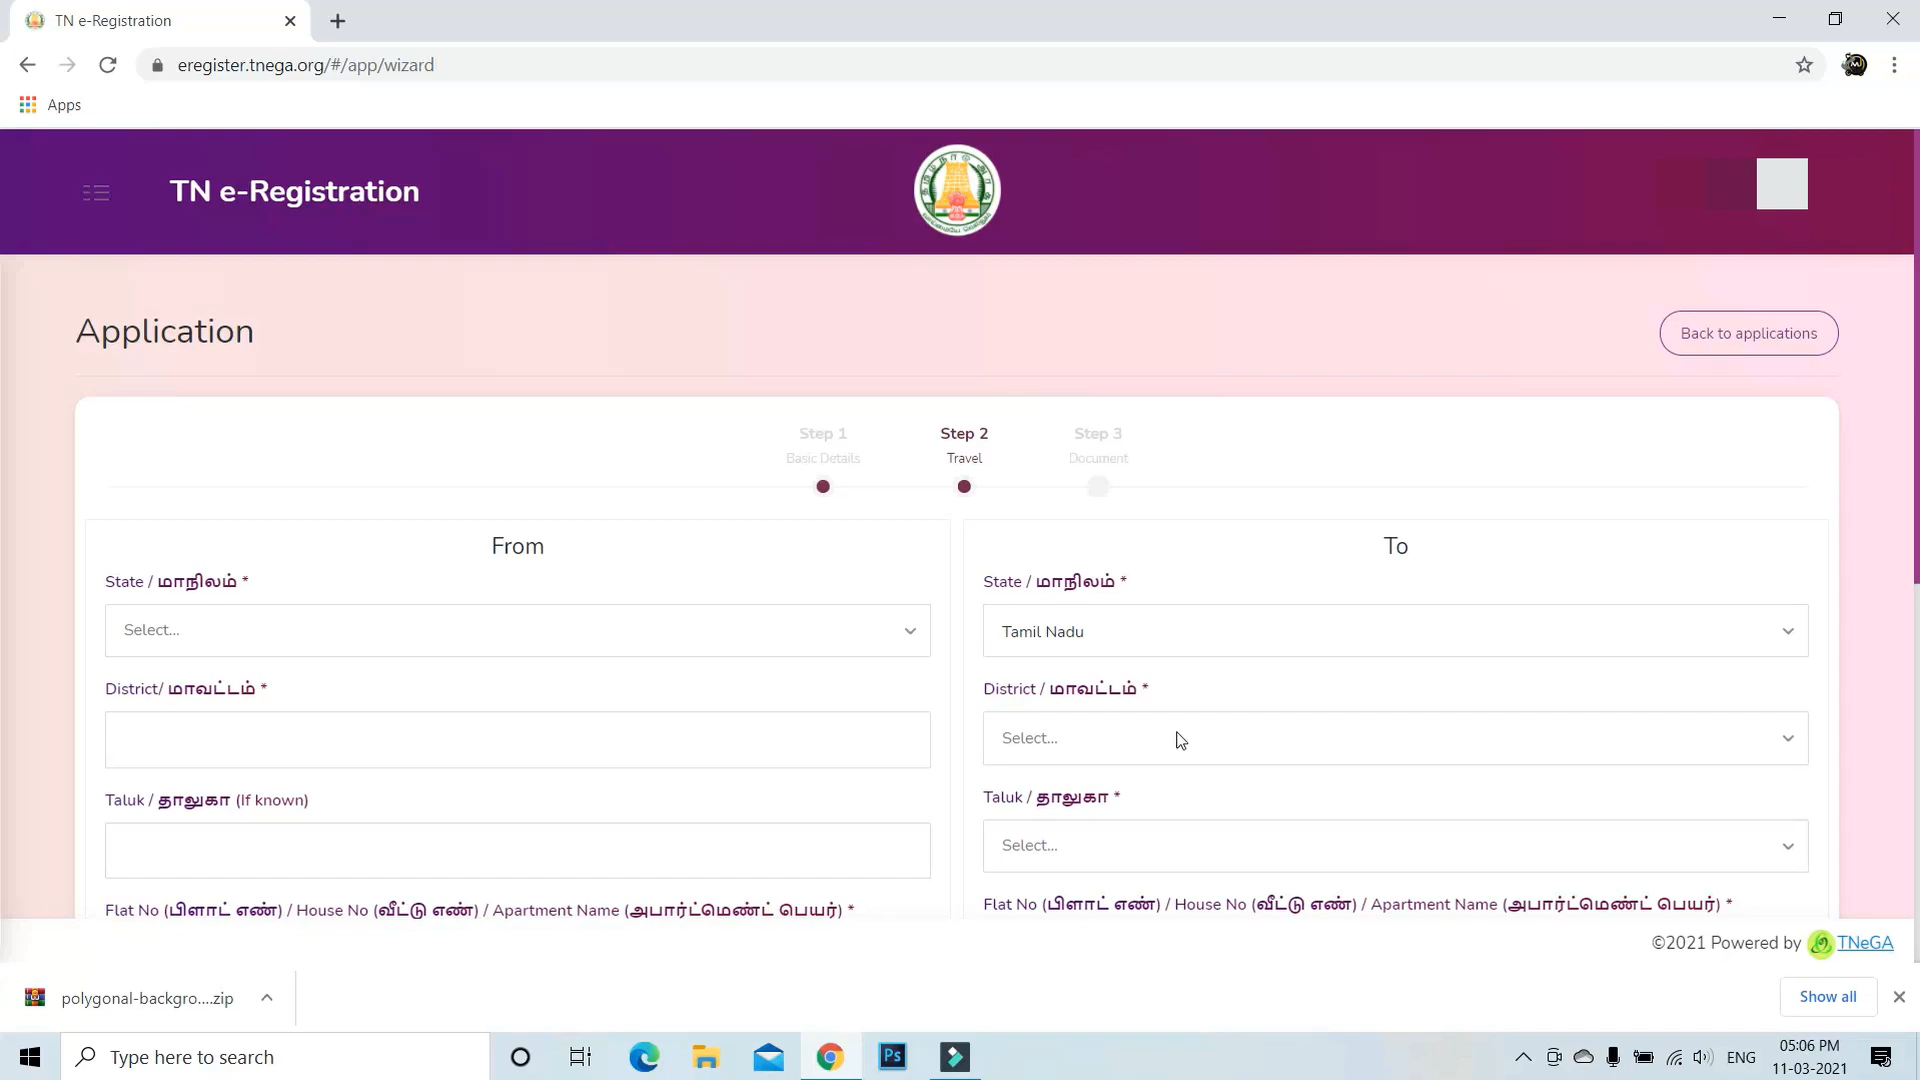 TN e-Registration
eregister.tnega.org/#/app/wizard
Apps
TN e-Registration
Application
Back to applications
Step 1
Basic Details
Step 2
Travel
Step 3
Document
From
State / மாநிலம் *
Select...
District/ மாவட்டம் *
Taluk / தாலுகா (If known)
Flat No (பிளாட் எண்) / House No (வீட்டு எண்) / Apartment Name (அபார்ட்மெண்ட் பெயர்) *
To
State / மாநிலம் *
Tamil Nadu
District / மாவட்டம் *
Select...
Taluk / தாலுகா *
Select...
Flat No (பிளாட் எண்) / House No (வீட்டு எண்) / Apartment Name (அபார்ட்மெண்ட் பெயர்) *
©2021 Powered by TNeGA
polygonal-backgro....zip
Show all
Type here to search
Ps
ENG
05:06 PM
11-03-2021